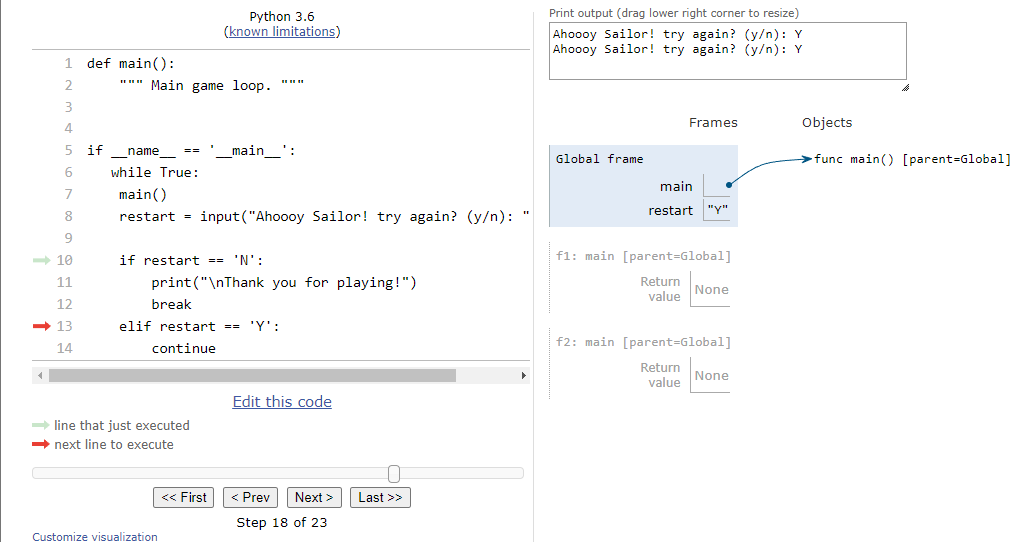 Python 3.6
(known limitations)
1 def main():
2 """ Main game loop. """
3
4
5 if __name__ == '__main__':
6 while True:
7 main()
8 restart = input("Ahoooy Sailor! try again? (y/n): "
9
10 if restart == 'N':
11 print("\nThank you for playing!")
12 break
13 elif restart == 'Y':
14 continue
Edit this code
line that just executed
next line to execute
<< First < Prev Next > Last >>
Step 18 of 23
Customize visualization
Print output (drag lower right corner to resize)
Ahoooy Sailor! try again? (y/n): Y
Ahoooy Sailor! try again? (y/n): Y
Frames Objects
Global frame
main
restart "Y"
func main() [parent=Global]
f1: main [parent=Global]
Return
value None
f2: main [parent=Global]
Return
value None